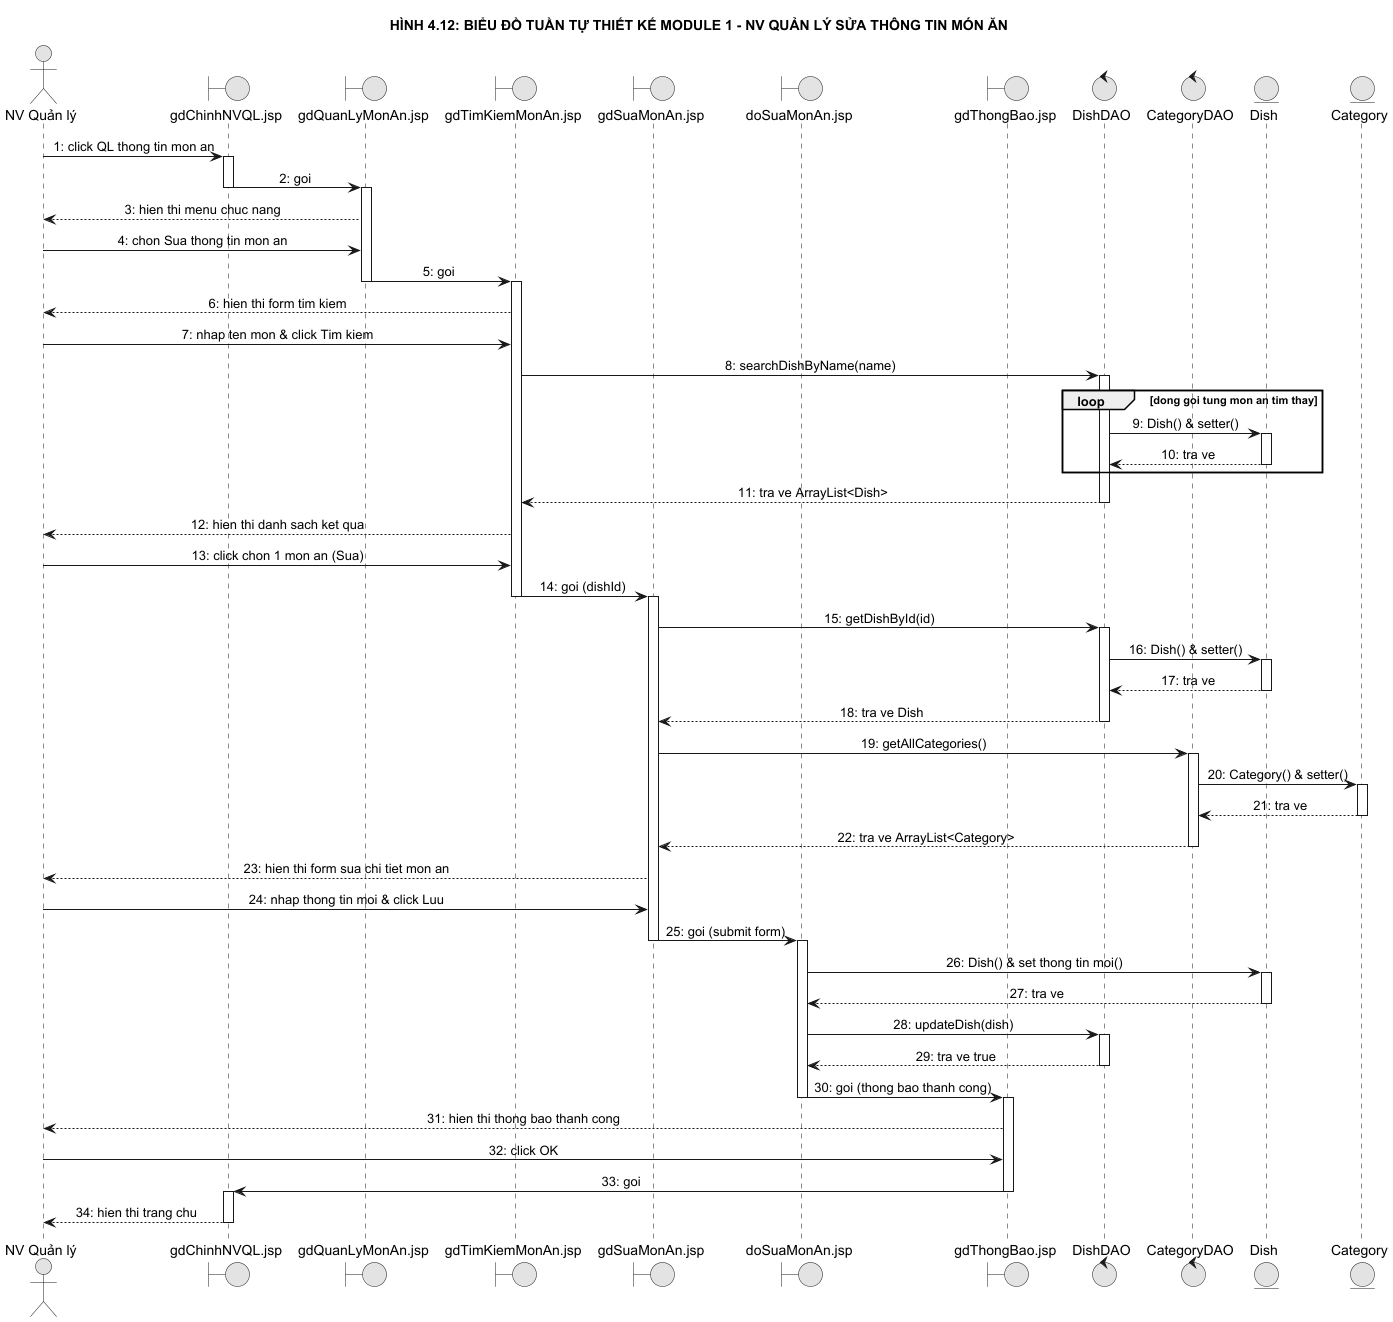 HÌNH 4.12: BIỂU ĐỒ TUẦN TỰ THIẾT KẾ MODULE 1 - NV QUẢN LÝ SỬA THÔNG TIN MÓN ĂN
NV Quản lý gdChinhNVQL.jsp gdQuanLyMonAn.jsp gdTimKiemMonAn.jsp gdSuaMonAn.jsp doSuaMonAn.jsp gdThongBao.jsp DishDAO CategoryDAO Dish Category
1: click QL thong tin mon an
2: goi
3: hien thi menu chuc nang
4: chon Sua thong tin mon an
5: goi
6: hien thi form tim kiem
7: nhap ten mon & click Tim kiem
8: searchDishByName(name)
loop [dong goi tung mon an tim thay]
9: Dish() & setter()
10: tra ve
11: tra ve ArrayList<Dish>
12: hien thi danh sach ket qua
13: click chon 1 mon an (Sua)
14: goi (dishId)
15: getDishById(id)
16: Dish() & setter()
17: tra ve
18: tra ve Dish
19: getAllCategories()
20: Category() & setter()
21: tra ve
22: tra ve ArrayList<Category>
23: hien thi form sua chi tiet mon an
24: nhap thong tin moi & click Luu
25: goi (submit form)
26: Dish() & set thong tin moi()
27: tra ve
28: updateDish(dish)
29: tra ve true
30: goi (thong bao thanh cong)
31: hien thi thong bao thanh cong
32: click OK
33: goi
34: hien thi trang chu
NV Quản lý gdChinhNVQL.jsp gdQuanLyMonAn.jsp gdTimKiemMonAn.jsp gdSuaMonAn.jsp doSuaMonAn.jsp gdThongBao.jsp DishDAO CategoryDAO Dish Category